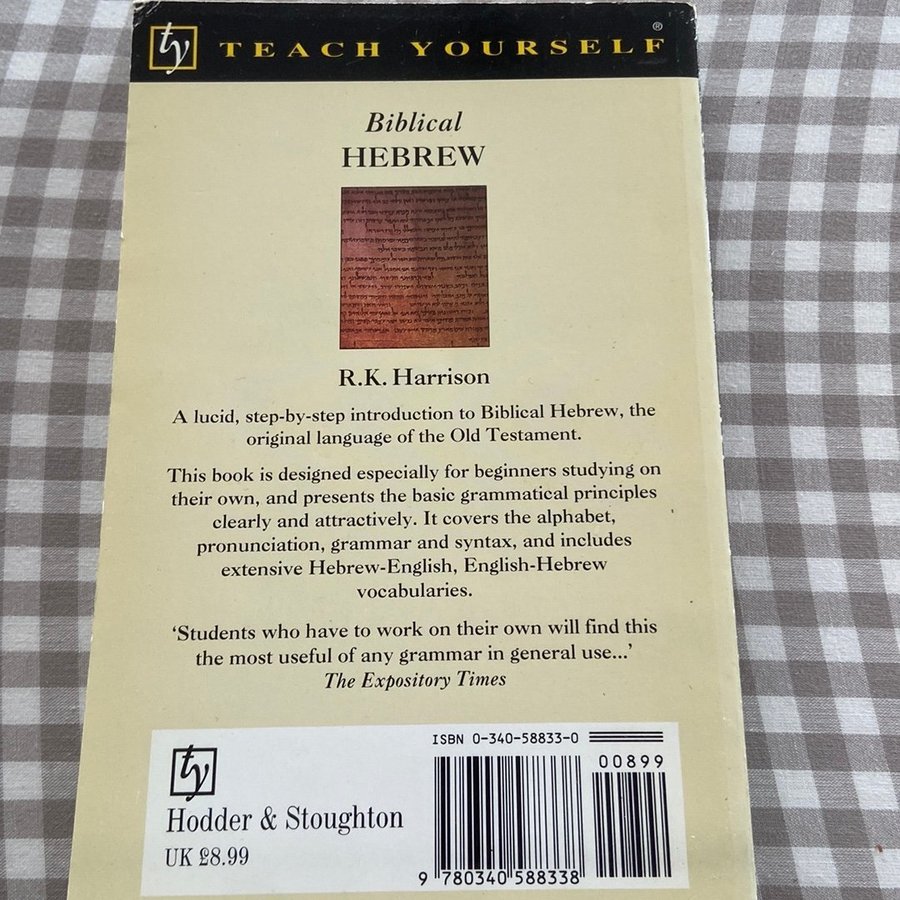 ty TEACH YOURSELF®
Biblical
HEBREW
R.K. Harrison
A lucid, step-by-step introduction to Biblical Hebrew, the
original language of the Old Testament.
This book is designed especially for beginners studying on
their own, and presents the basic grammatical principles
clearly and attractively. It covers the alphabet,
pronunciation, grammar and syntax, and includes
extensive Hebrew-English, English-Hebrew
vocabularies.
‘Students who have to work on their own will find this
the most useful of any grammar in general use...’
The Expository Times
ISBN 0-340-58833-0
00899
ty
Hodder & Stoughton
UK £8.99
9 780340 588338